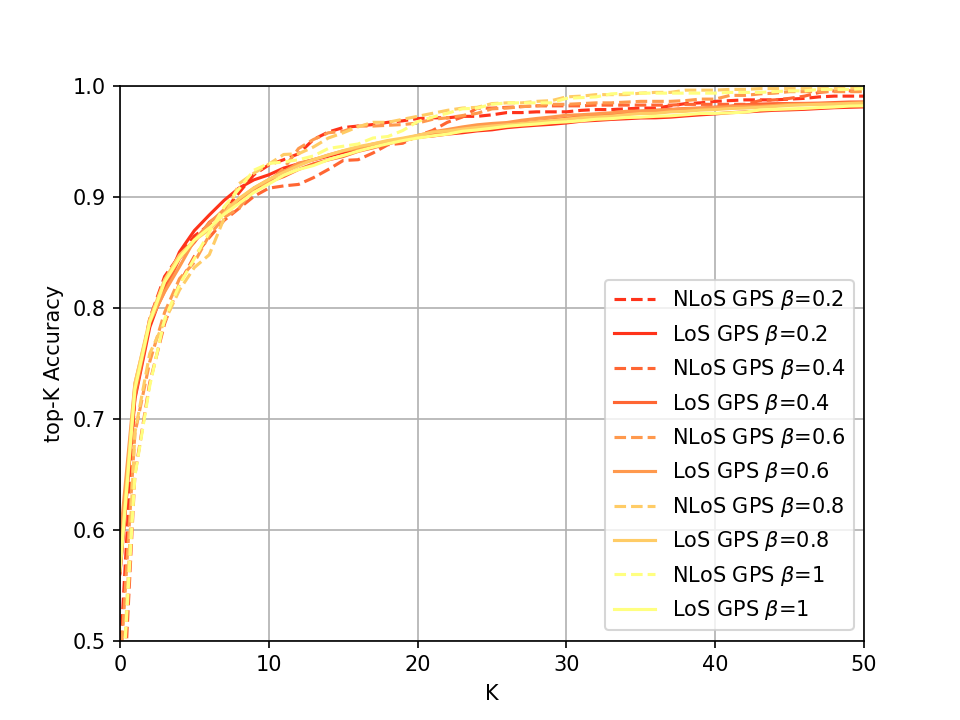 1.0
0.9
0.8
0.7
0.6
0.5
top-K Accuracy
0
10
20
30
40
50
K
NLoS GPS β=0.2
LoS GPS β=0.2
NLoS GPS β=0.4
LoS GPS β=0.4
NLoS GPS β=0.6
LoS GPS β=0.6
NLoS GPS β=0.8
LoS GPS β=0.8
NLoS GPS β=1
LoS GPS β=1